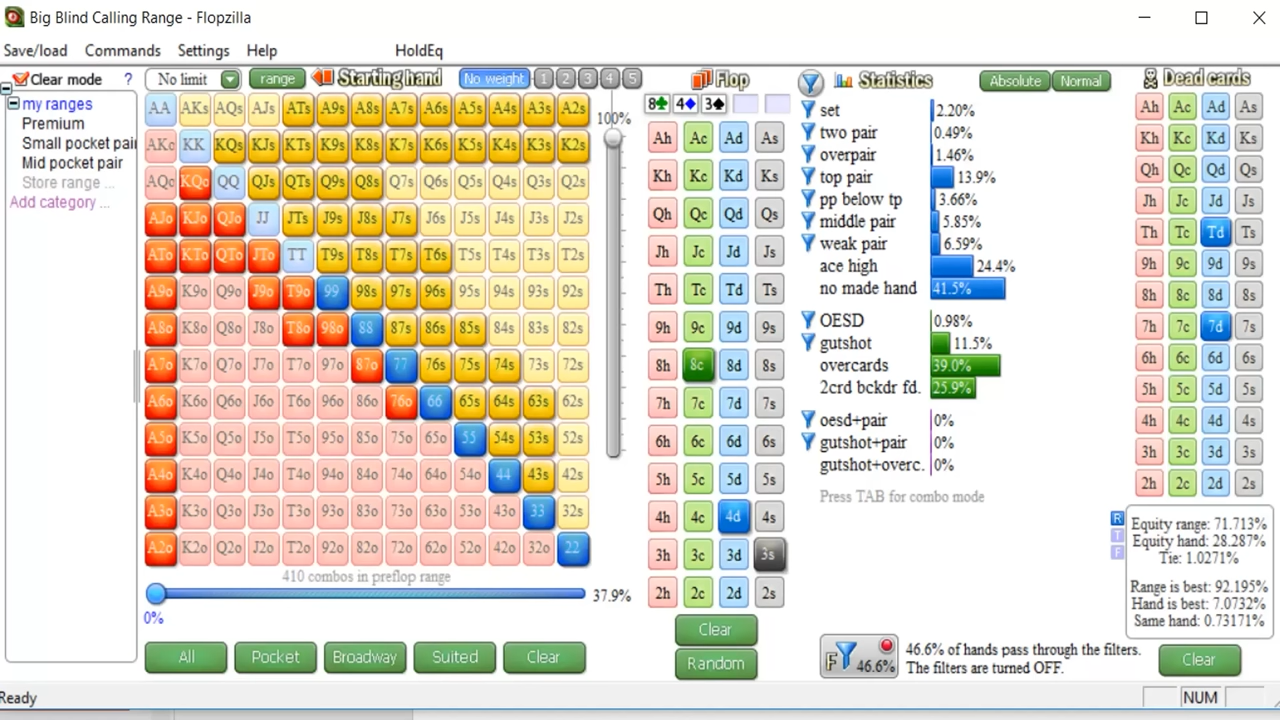 Big Blind Calling Range - Flopzilla
Save/load Commands Settings Help HoldEq
Clear mode ?
my ranges
Premium
Small pocket pair
Mid pocket pair
Store range ...
Add category ...
No limit range Starting hand No weight 1 2 3 4 5
AA AKs AQs AJs ATs A9s A8s A7s A6s A5s A4s A3s A2s
AKo KK KQs KJs KTs K9s K8s K7s K6s K5s K4s K3s K2s
AQo KQo QQ QJs QTs Q9s Q8s Q7s Q6s Q5s Q4s Q3s Q2s
AJo KJo QJo JJ JTs J9s J8s J7s J6s J5s J4s J3s J2s
ATo KTo QTo JTo TT T9s T8s T7s T6s T5s T4s T3s T2s
A9o K9o Q9o J9o T9o 99 98s 97s 96s 95s 94s 93s 92s
A8o K8o Q8o J8o T8o 98o 88 87s 86s 85s 84s 83s 82s
A7o K7o Q7o J7o T7o 97o 87o 77 76s 75s 74s 73s 72s
A6o K6o Q6o J6o T6o 96o 86o 76o 66 65s 64s 63s 62s
A5o K5o Q5o J5o T5o 95o 85o 75o 65o 55 54s 53s 52s
A4o K4o Q4o J4o T4o 94o 84o 74o 64o 54o 44 43s 42s
A3o K3o Q3o J3o T3o 93o 83o 73o 63o 53o 43o 33 32s
A2o K2o Q2o J2o T2o 92o 82o 72o 62o 52o 42o 32o 22
100%
410 combos in preflop range
37.9%
0%
All Pocket Broadway Suited Clear
Flop
8♣ 4♦ 3♠
Ah Ac Ad As
Kh Kc Kd Ks
Qh Qc Qd Qs
Jh Jc Jd Js
Th Tc Td Ts
9h 9c 9d 9s
8h 8c 8d 8s
7h 7c 7d 7s
6h 6c 6d 6s
5h 5c 5d 5s
4h 4c 4d 4s
3h 3c 3d 3s
2h 2c 2d 2s
Clear
Random
Statistics Absolute Normal
set 2.20%
two pair 0.49%
overpair 1.46%
top pair 13.9%
pp below tp 3.66%
middle pair 5.85%
weak pair 6.59%
ace high 24.4%
no made hand 41.5%
OESD 0.98%
gutshot 11.5%
overcards 39.0%
2crd bckdr fd. 25.9%
oesd+pair 0%
gutshot+pair 0%
gutshot+overc. 0%
Press TAB for combo mode
F 46.6%
46.6% of hands pass through the filters.
The filters are turned OFF.
Dead cards
Ah Ac Ad As
Kh Kc Kd Ks
Qh Qc Qd Qs
Jh Jc Jd Js
Th Tc Td Ts
9h 9c 9d 9s
8h 8c 8d 8s
7h 7c 7d 7s
6h 6c 6d 6s
5h 5c 5d 5s
4h 4c 4d 4s
3h 3c 3d 3s
2h 2c 2d 2s
R
T
F
Equity range: 71.713%
Equity hand: 28.287%
Tie: 1.0271%
Range is best: 92.195%
Hand is best: 7.0732%
Same hand: 0.73171%
Clear
Ready NUM